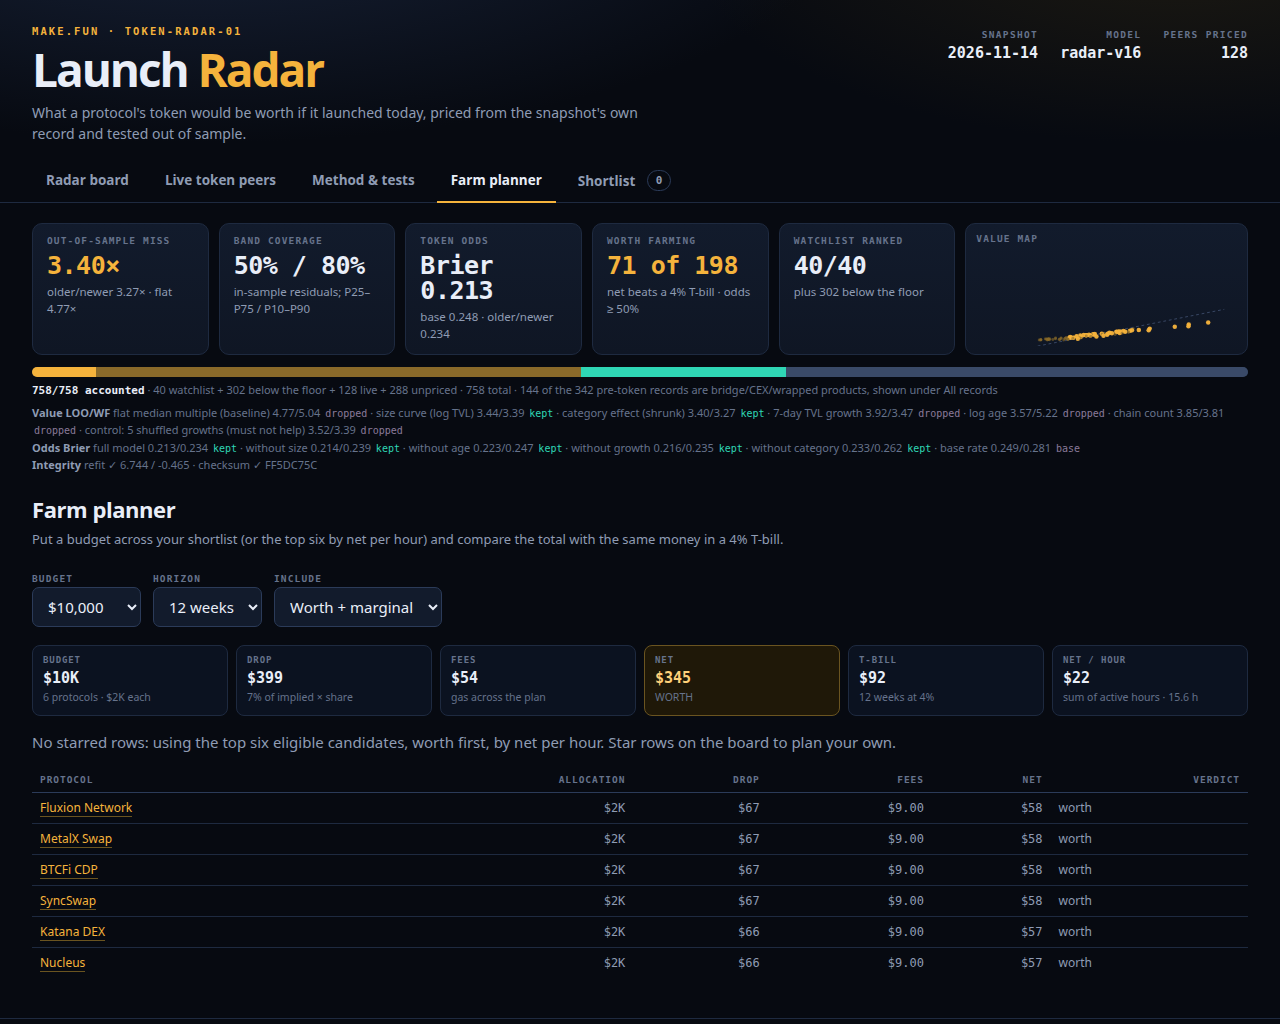 MAKE.FUN · TOKEN-RADAR-01
Launch Radar
What a protocol's token would be worth if it launched today, priced from the snapshot's own
record and tested out of sample.
SNAPSHOT
2026-11-14
MODEL
radar-v16
PEERS PRICED
128
Radar board
Live token peers
Method & tests
Farm planner
Shortlist 0
OUT-OF-SAMPLE MISS
3.40×
older/newer 3.27× · flat
4.77×
BAND COVERAGE
50% / 80%
in-sample residuals; P25–
P75 / P10–P90
TOKEN ODDS
Brier
0.213
base 0.248 · older/newer
0.234
WORTH FARMING
71 of 198
net beats a 4% T-bill · odds
≥ 50%
WATCHLIST RANKED
40/40
plus 302 below the floor
VALUE MAP
758/758 accounted · 40 watchlist + 302 below the floor + 128 live + 288 unpriced · 758 total · 144 of the 342 pre-token records are bridge/CEX/wrapped products, shown under All records
Value LOO/WF flat median multiple (baseline) 4.77/5.04 dropped · size curve (log TVL) 3.44/3.39 kept · category effect (shrunk) 3.40/3.27 kept · 7-day TVL growth 3.92/3.47 dropped · log age 3.57/5.22 dropped · chain count 3.85/3.81
dropped · control: 5 shuffled growths (must not help) 3.52/3.39 dropped
Odds Brier full model 0.213/0.234 kept · without size 0.214/0.239 kept · without age 0.223/0.247 kept · without growth 0.216/0.235 kept · without category 0.233/0.262 kept · base rate 0.249/0.281 base
Integrity refit ✓ 6.744 / -0.465 · checksum ✓ FF5DC75C
Farm planner
Put a budget across your shortlist (or the top six by net per hour) and compare the total with the same money in a 4% T-bill.
BUDGET
$10,000
HORIZON
12 weeks
INCLUDE
Worth + marginal
BUDGET
$10K
6 protocols · $2K each
DROP
$399
7% of implied × share
FEES
$54
gas across the plan
NET
$345
WORTH
T-BILL
$92
12 weeks at 4%
NET / HOUR
$22
sum of active hours · 15.6 h
No starred rows: using the top six eligible candidates, worth first, by net per hour. Star rows on the board to plan your own.
PROTOCOL ALLOCATION DROP FEES NET VERDICT
Fluxion Network $2K $67 $9.00 $58 worth
MetalX Swap $2K $67 $9.00 $58 worth
BTCFi CDP $2K $67 $9.00 $58 worth
SyncSwap $2K $67 $9.00 $58 worth
Katana DEX $2K $66 $9.00 $57 worth
Nucleus $2K $66 $9.00 $57 worth